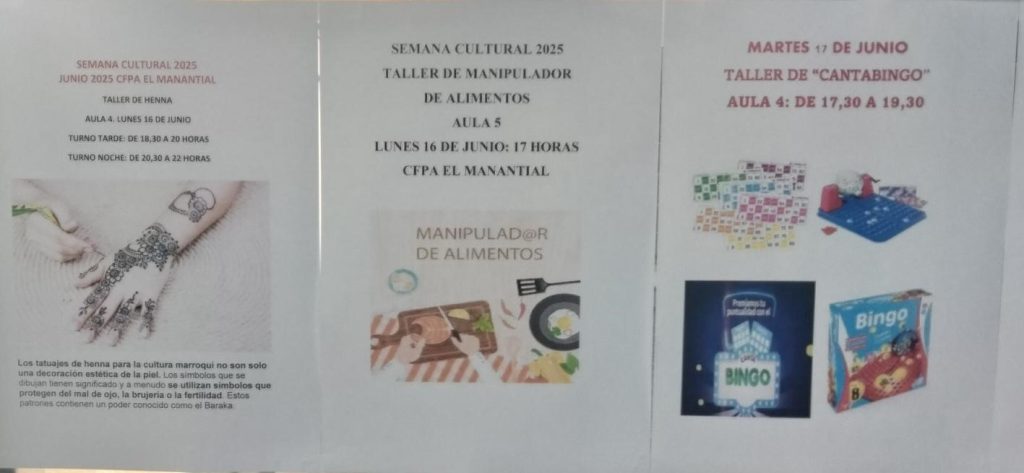 SEMANA CULTURAL 2025
JUNIO 2025 CFPA EL MANANTIAL
TALLER DE HENNA
AULA 4. LUNES 16 DE JUNIO
TURNO TARDE: DE 18,30 A 20 HORAS
TURNO NOCHE: DE 20,30 A 22 HORAS
Los tatuajes de henna para la cultura marroquí no son solo
una decoración estética de la piel. Los símbolos que se
dibujan tienen significado y a menudo se utilizan símbolos que
protegen del mal de ojo, la brujería o la fertilidad. Estos
patrones contienen un poder conocido como el Baraka.
SEMANA CULTURAL 2025
TALLER DE MANIPULADOR
DE ALIMENTOS
AULA 5
LUNES 16 DE JUNIO: 17 HORAS
CFPA EL MANANTIAL
MANIPULAD@R
DE ALIMENTOS
MARTES 17 DE JUNIO
TALLER DE “CANTABINGO”
AULA 4: DE 17,30 A 19,30
Premiamos tu
puntualidad con el
BINGO
Bingo
8